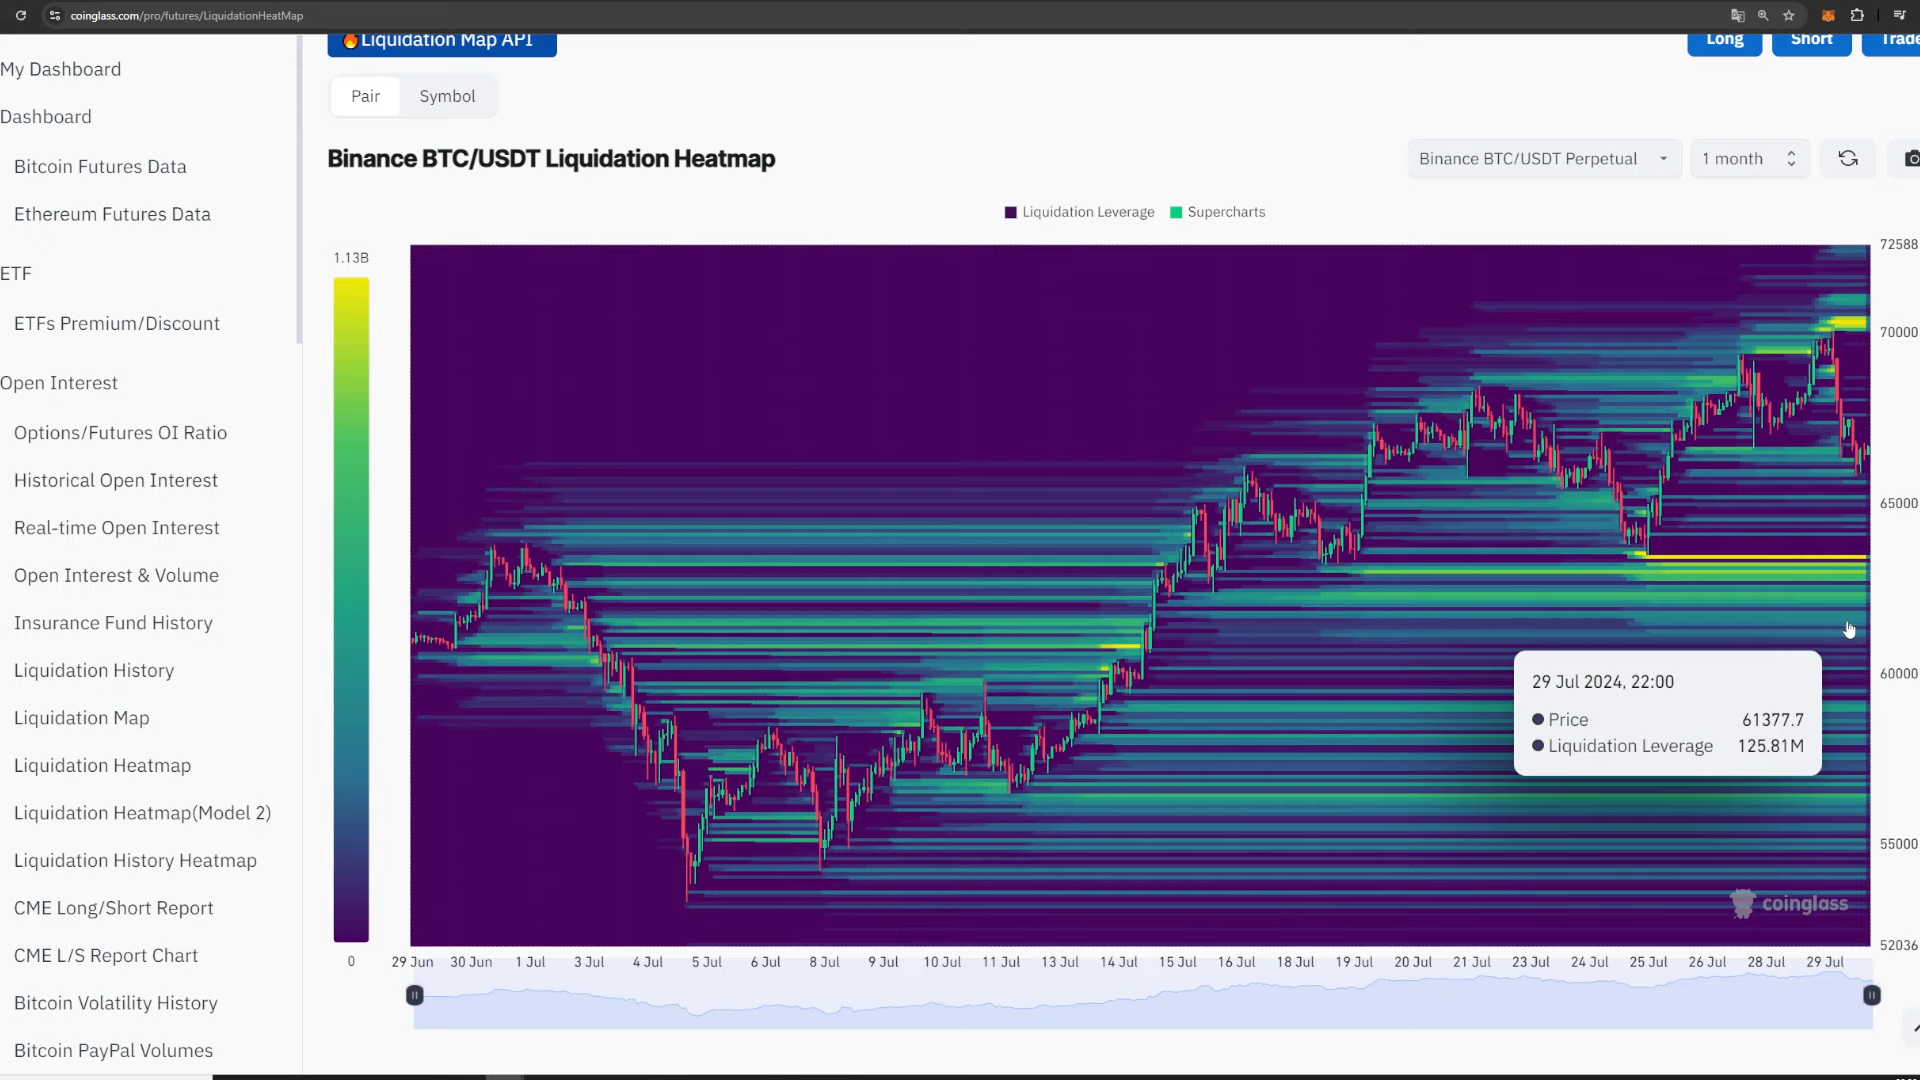 coinglass.com/pro/futures/LiquidationHeatMap
My Dashboard
Dashboard
Bitcoin Futures Data
Ethereum Futures Data
ETF
ETFs Premium/Discount
Open Interest
Options/Futures OI Ratio
Historical Open Interest
Real-time Open Interest
Open Interest & Volume
Insurance Fund History
Liquidation History
Liquidation Map
Liquidation Heatmap
Liquidation Heatmap(Model 2)
Liquidation History Heatmap
CME Long/Short Report
CME L/S Report Chart
Bitcoin Volatility History
Bitcoin PayPal Volumes
🔥Liquidation Map API
Long Short Trade
Pair Symbol
Binance BTC/USDT Liquidation Heatmap
Binance BTC/USDT Perpetual 1 month
Liquidation Leverage Supercharts
1.13B
0
72588
70000
65000
60000
55000
52036
29 Jul 2024, 22:00
Price 61377.7
Liquidation Leverage 125.81M
coinglass
29 Jun 30 Jun 1 Jul 3 Jul 4 Jul 5 Jul 6 Jul 8 Jul 9 Jul 10 Jul 11 Jul 13 Jul 14 Jul 15 Jul 16 Jul 18 Jul 19 Jul 20 Jul 21 Jul 23 Jul 24 Jul 25 Jul 26 Jul 28 Jul 29 Jul